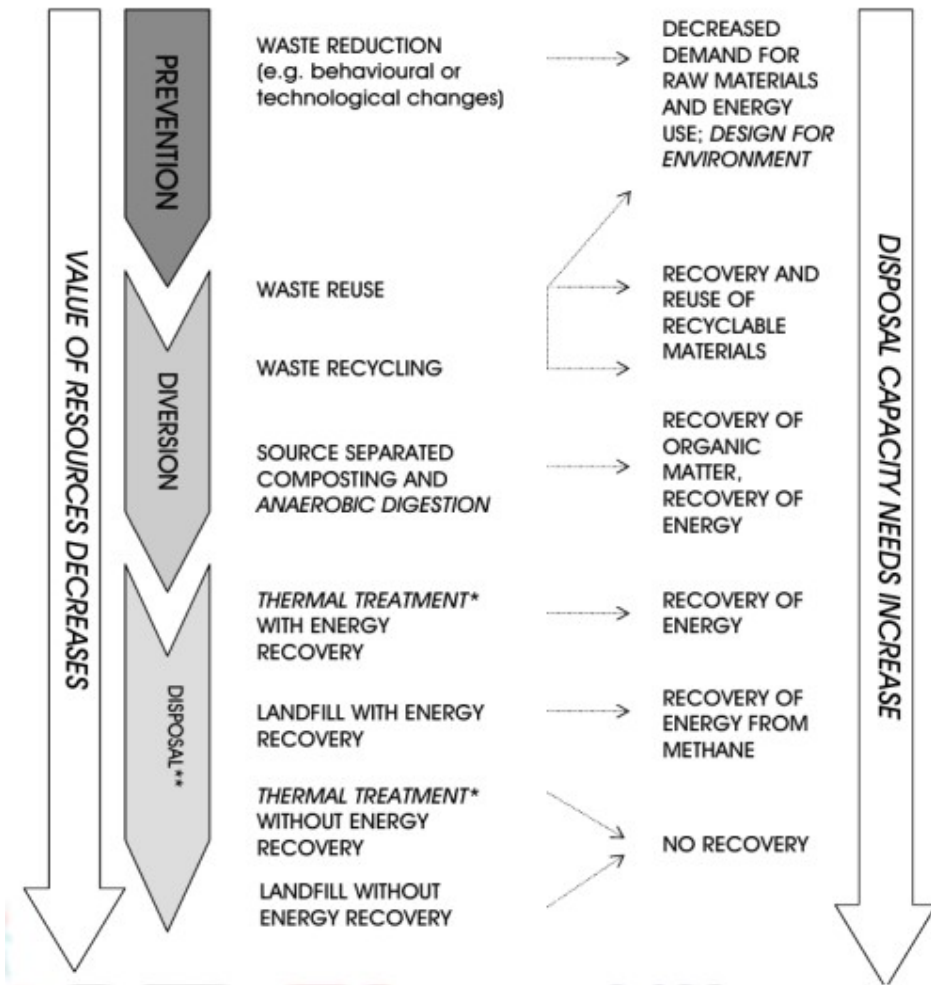 VALUE OF RESOURCES DECREASES
PREVENTION
WASTE REDUCTION
(e.g. behavioural or
technological changes)
DECREASED
DEMAND FOR
RAW MATERIALS
AND ENERGY
USE; DESIGN FOR
ENVIRONMENT
DIVERSION
WASTE REUSE
WASTE RECYCLING
RECOVERY AND
REUSE OF
RECYCLABLE
MATERIALS
SOURCE SEPARATED
COMPOSTING AND
ANAEROBIC DIGESTION
RECOVERY OF
ORGANIC
MATTER,
RECOVERY OF
ENERGY
DISPOSAL**
THERMAL TREATMENT*
WITH ENERGY
RECOVERY
RECOVERY OF
ENERGY
LANDFILL WITH ENERGY
RECOVERY
RECOVERY OF
ENERGY FROM
METHANE
THERMAL TREATMENT*
WITHOUT ENERGY
RECOVERY
LANDFILL WITHOUT
ENERGY RECOVERY
NO RECOVERY
DISPOSAL CAPACITY NEEDS INCREASE